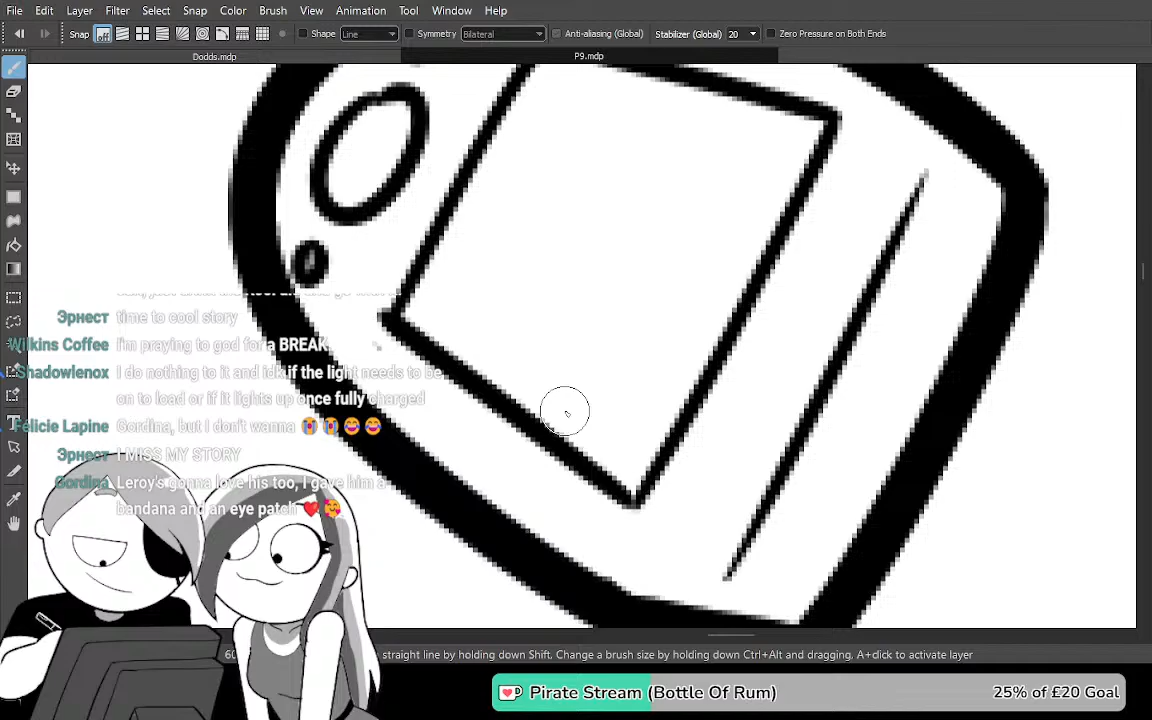 File Edit Layer Filter Select Snap Color Brush View Animation Tool Window Help
Snap off Shape Line Symmetry Bilateral Anti-aliasing (Global) Stabilizer (Global) 20 Zero Pressure on Both Ends
Dodds.mdp P9.mdp
Эрнест time to cool story
Wilkins Coffee I'm praying to god for a BREAK
Shadowlenox I do nothing to it and idk if the light needs to be
on to load or if it lights up once fully charged
Felicie Lapine Gordina, but I don't wanna 😭😭😂😂
Эрнест I MISS MY STORY
Gordina Leroy's gonna love his too, I gave him a
bandana and an eye patch ❤️🥰
straight line by holding down Shift. Change a brush size by holding down Ctrl+Alt and dragging. A+click to activate layer
Pirate Stream (Bottle Of Rum) 25% of £20 Goal